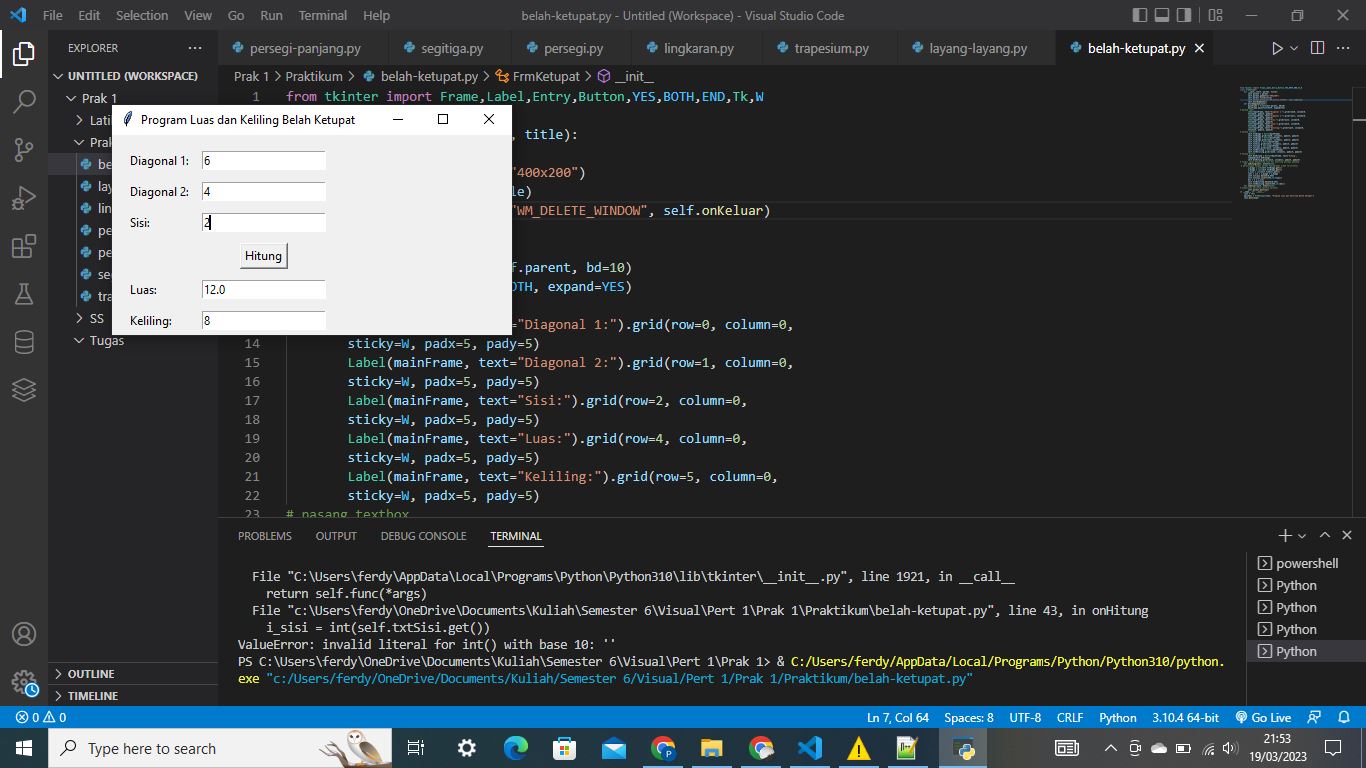 File Edit Selection View Go Run Terminal Help
belah-ketupat.py - Untitled (Workspace) - Visual Studio Code
EXPLORER
UNTITLED (WORKSPACE)
Prak 1
Lati
Prak
be
lay
lin
pe
pe
se
tra
SS
Tugas
OUTLINE
TIMELINE
persegi-panjang.py segitiga.py persegi.py lingkaran.py trapesium.py layang-layang.py belah-ketupat.py
Prak 1 > Praktikum > belah-ketupat.py > FrmKetupat > __init__
1 from tkinter import Frame,Label,Entry,Button,YES,BOTH,END,Tk,W
Program Luas dan Keliling Belah Ketupat
Diagonal 1: 6
Diagonal 2: 4
Sisi: 2
Hitung
Luas: 12.0
Keliling: 8
, title):
"400x200")
le)
"WM_DELETE_WINDOW", self.onKeluar)
f.parent, bd=10)
OTH, expand=YES)
="Diagonal 1:").grid(row=0, column=0,
14 sticky=W, padx=5, pady=5)
15 Label(mainFrame, text="Diagonal 2:").grid(row=1, column=0,
16 sticky=W, padx=5, pady=5)
17 Label(mainFrame, text="Sisi:").grid(row=2, column=0,
18 sticky=W, padx=5, pady=5)
19 Label(mainFrame, text="Luas:").grid(row=4, column=0,
20 sticky=W, padx=5, pady=5)
21 Label(mainFrame, text="Keliling:").grid(row=5, column=0,
22 sticky=W, padx=5, pady=5)
23 # pasang textbox
PROBLEMS OUTPUT DEBUG CONSOLE TERMINAL
File "C:\Users\ferdy\AppData\Local\Programs\Python\Python310\lib\tkinter\__init__.py", line 1921, in __call__
return self.func(*args)
File "c:\Users\ferdy\OneDrive\Documents\Kuliah\Semester 6\Visual\Pert 1\Prak 1\Praktikum\belah-ketupat.py", line 43, in onHitung
i_sisi = int(self.txtSisi.get())
ValueError: invalid literal for int() with base 10: ''
PS C:\Users\ferdy\OneDrive\Documents\Kuliah\Semester 6\Visual\Pert 1\Prak 1> & C:/Users/ferdy/AppData/Local/Programs/Python/Python310/python.
exe "c:/Users/ferdy/OneDrive/Documents/Kuliah/Semester 6/Visual/Pert 1/Prak 1/Praktikum/belah-ketupat.py"
powershell
Python
Python
Python
Python
0 0
Ln 7, Col 64 Spaces: 8 UTF-8 CRLF Python 3.10.4 64-bit Go Live
Type here to search
21:53
19/03/2023